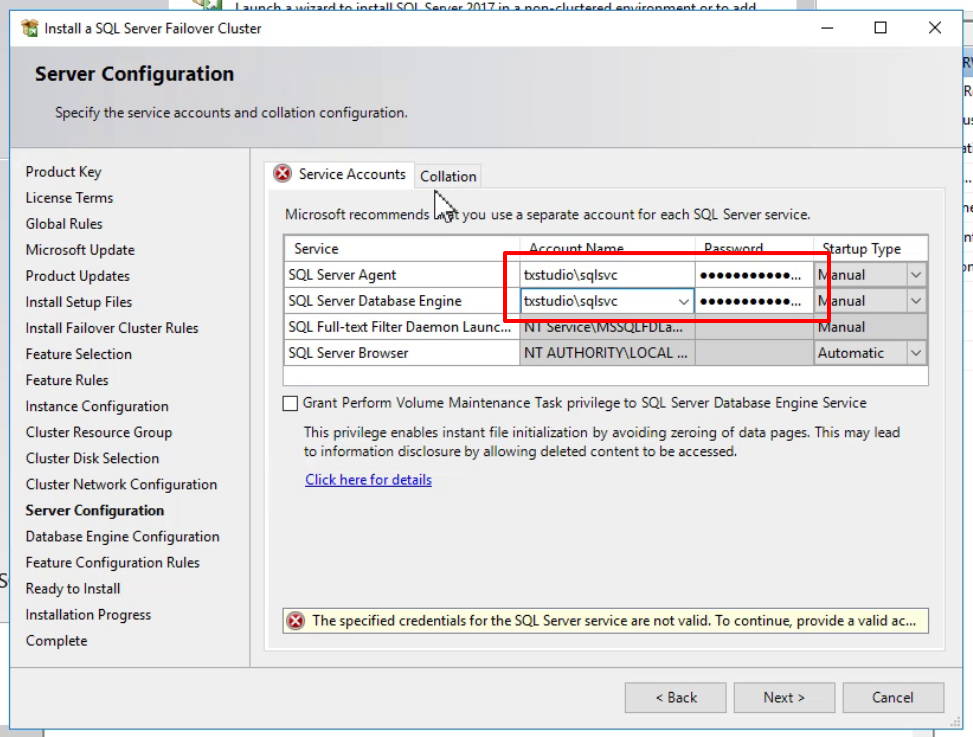 Launch a wizard to install SQL Server 2017 in a non-clustered environment or to add
Install a SQL Server Failover Cluster
Server Configuration
Specify the service accounts and collation configuration.
Product Key
License Terms
Global Rules
Microsoft Update
Product Updates
Install Setup Files
Install Failover Cluster Rules
Feature Selection
Feature Rules
Instance Configuration
Cluster Resource Group
Cluster Disk Selection
Cluster Network Configuration
Server Configuration
Database Engine Configuration
Feature Configuration Rules
Ready to Install
Installation Progress
Complete
Service Accounts Collation
Microsoft recommends that you use a separate account for each SQL Server service.
Service Account Name Password Startup Type
SQL Server Agent txstudio\sqlsvc ●●●●●●●●●●●... Manual
SQL Server Database Engine txstudio\sqlsvc ●●●●●●●●●●●... Manual
SQL Full-text Filter Daemon Launc... NT Service\MSSQLFDLa... Manual
SQL Server Browser NT AUTHORITY\LOCAL ... Automatic
Grant Perform Volume Maintenance Task privilege to SQL Server Database Engine Service
This privilege enables instant file initialization by avoiding zeroing of data pages. This may lead
to information disclosure by allowing deleted content to be accessed.
Click here for details
The specified credentials for the SQL Server service are not valid. To continue, provide a valid ac...
< Back Next > Cancel